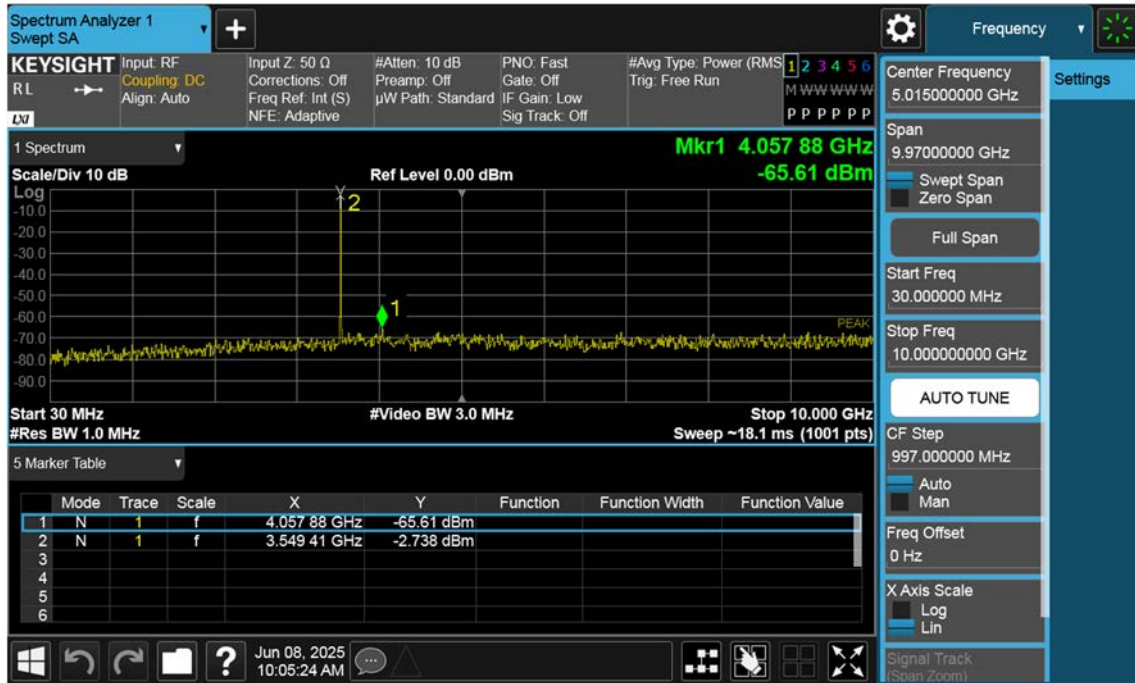 Spectrum Analyzer 1
Swept SA
Frequency
KEYSIGHT
RL
LXI
Input: RF
Coupling: DC
Align: Auto
Input Z: 50 Ω
Corrections: Off
Freq Ref: Int (S)
NFE: Adaptive
#Atten: 10 dB
Preamp: Off
µW Path: Standard
PNO: Fast
Gate: Off
IF Gain: Low
Sig Track: Off
#Avg Type: Power (RMS
Trig: Free Run
1 2 3 4 5 6
M W W W W W
P P P P P P
1 Spectrum
Scale/Div 10 dB
Ref Level 0.00 dBm
Mkr1 4.057 88 GHz
-65.61 dBm
Log
-10.0
-20.0
-30.0
-40.0
-50.0
-60.0
-70.0
-80.0
-90.0
2
1
PEAK
Start 30 MHz
#Video BW 3.0 MHz
Stop 10.000 GHz
#Res BW 1.0 MHz
Sweep ~18.1 ms (1001 pts)
5 Marker Table
Mode Trace Scale X Y Function Function Width Function Value
1 N 1 f 4.057 88 GHz -65.61 dBm
2 N 1 f 3.549 41 GHz -2.738 dBm
3
4
5
6
Jun 08, 2025
10:05:24 AM
?
Center Frequency
5.015000000 GHz
Span
9.97000000 GHz
Swept Span
Zero Span
Full Span
Start Freq
30.000000 MHz
Stop Freq
10.000000000 GHz
AUTO TUNE
CF Step
997.000000 MHz
Auto
Man
Freq Offset
0 Hz
X Axis Scale
Log
Lin
Signal Track
(Span Zoom)
Settings